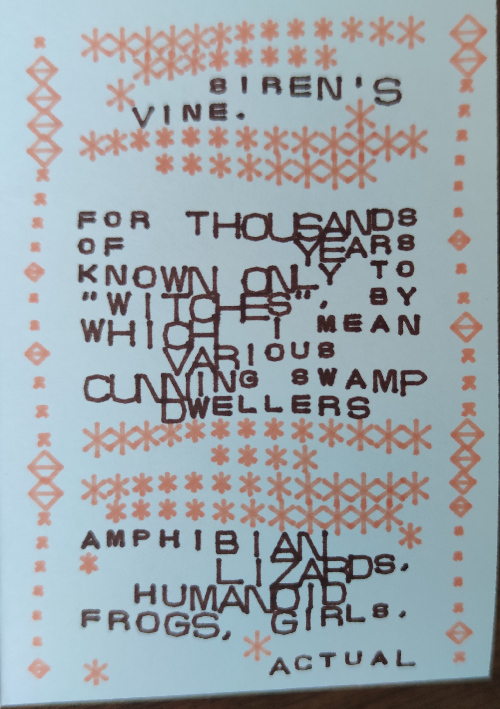 SIREN'S
VINE.
FOR THOUSANDS
OF YEARS
KNOWN ONLY TO
"WITCHES", BY
WHICH I MEAN
VARIOUS
CUNNING SWAMP
DWELLERS
AMPHIBIAN
LIZARDS,
HUMANOID
FROGS, GIRLS,
ACTUAL